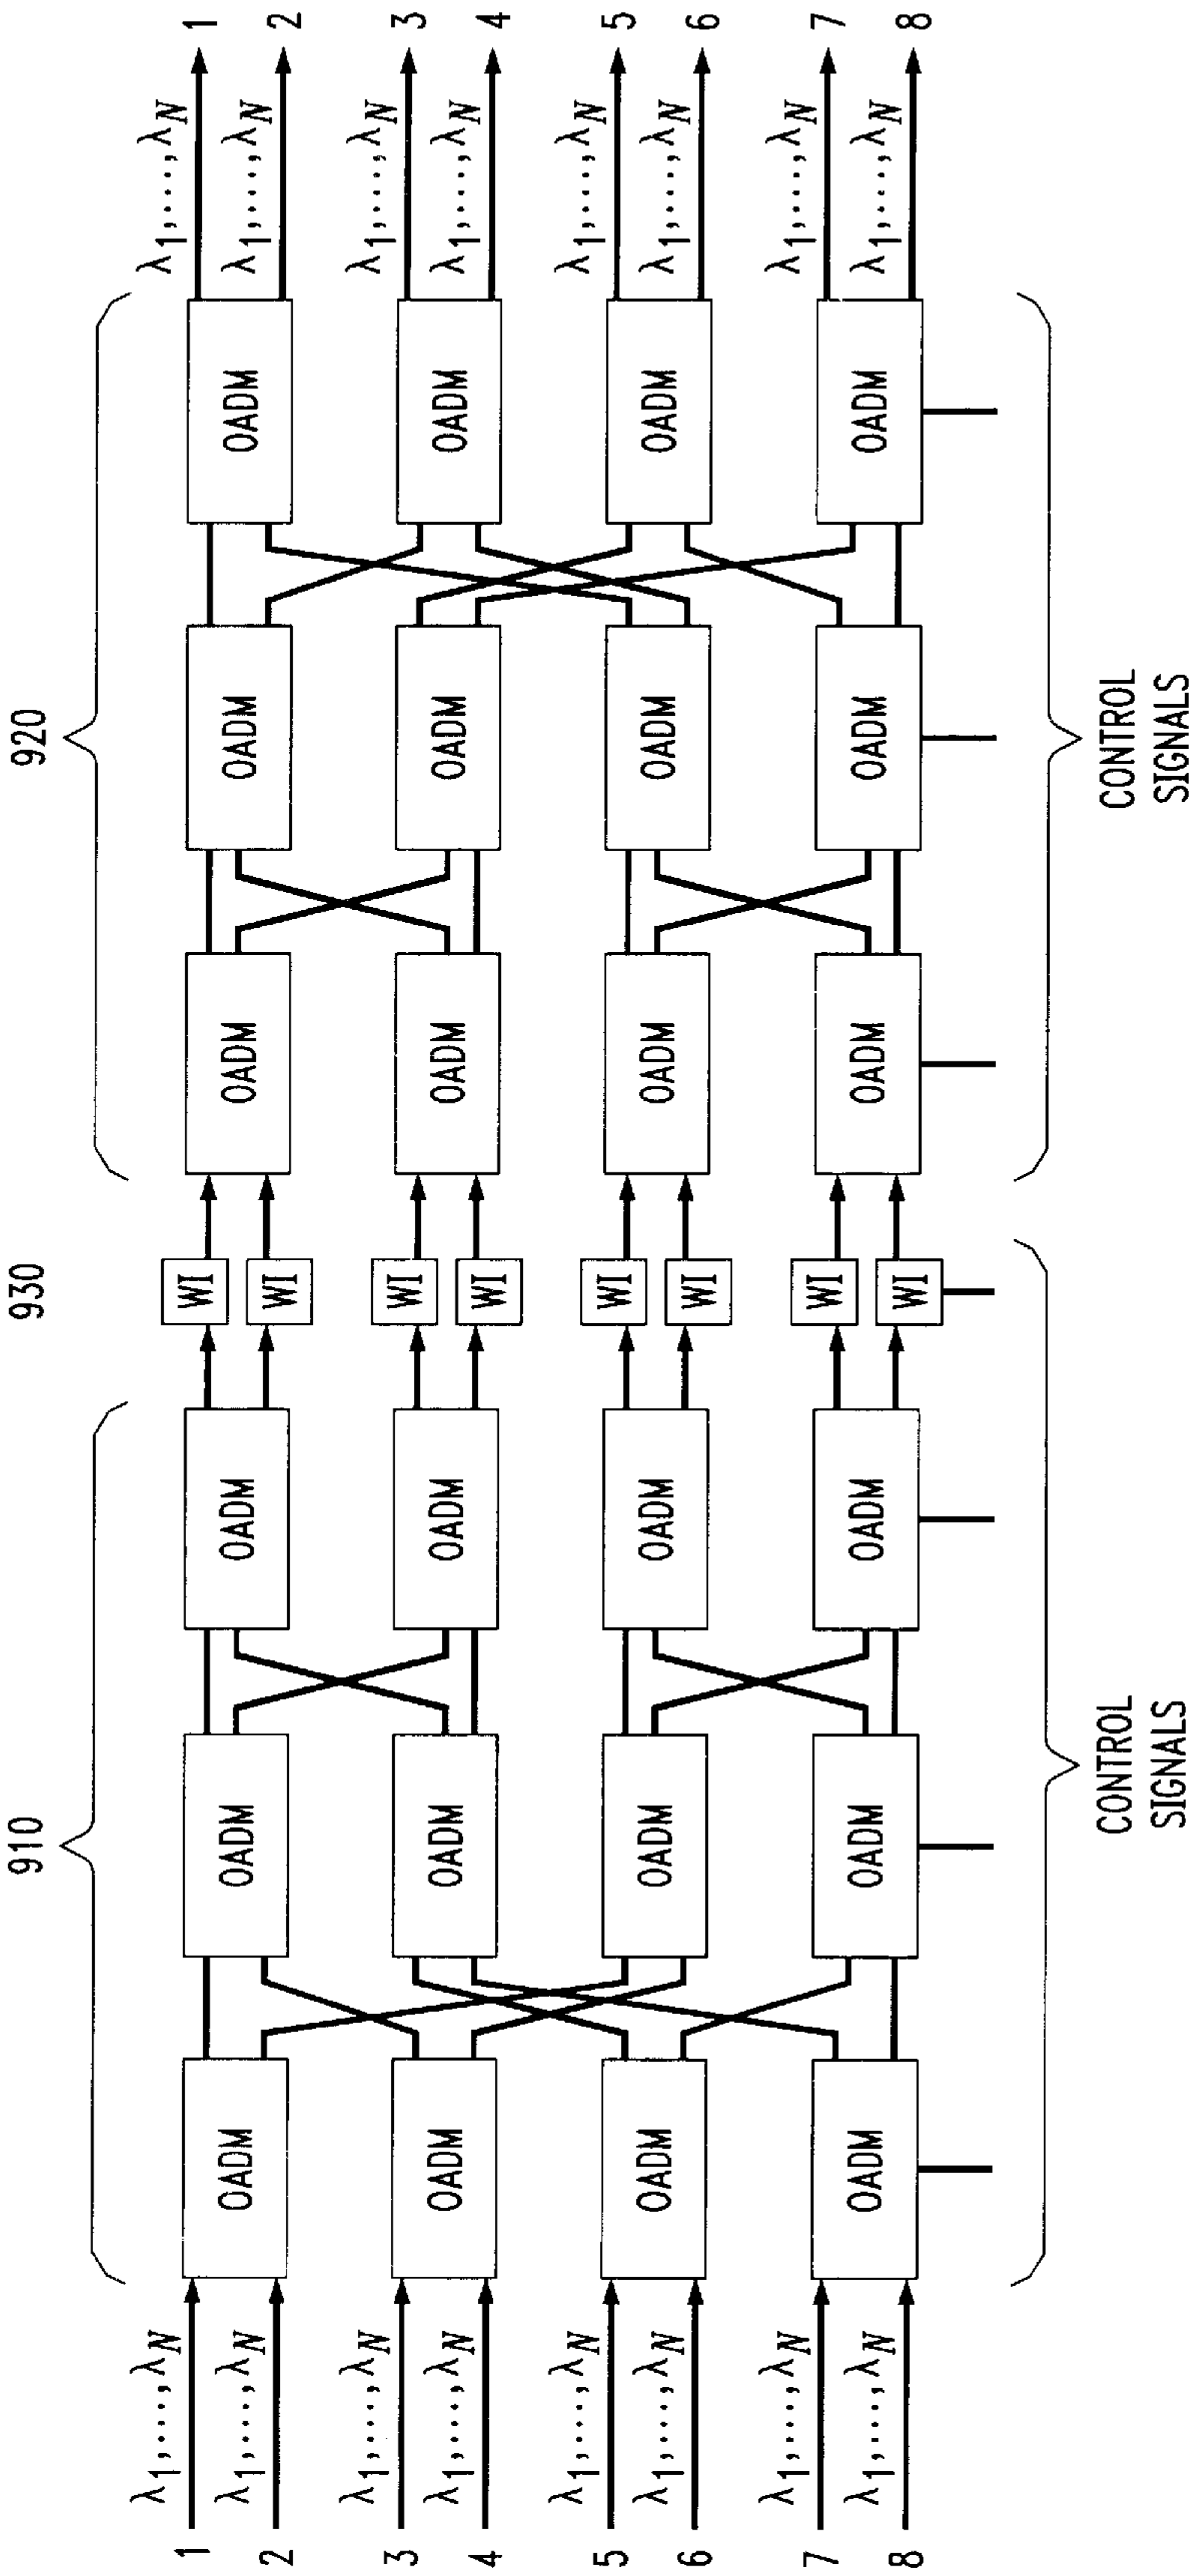 910
930
920
1
λ1,...,λN
2
λ1,...,λN
3
λ1,...,λN
4
λ1,...,λN
5
λ1,...,λN
6
λ1,...,λN
7
λ1,...,λN
8
λ1,...,λN
OADM
OADM
OADM
OADM
OADM
OADM
OADM
OADM
OADM
OADM
OADM
OADM
WI
WI
WI
WI
WI
WI
WI
WI
OADM
OADM
OADM
OADM
OADM
OADM
OADM
OADM
OADM
OADM
OADM
OADM
λ1,...,λN
1
λ1,...,λN
2
λ1,...,λN
3
λ1,...,λN
4
λ1,...,λN
5
λ1,...,λN
6
λ1,...,λN
7
λ1,...,λN
8
CONTROL
SIGNALS
CONTROL
SIGNALS